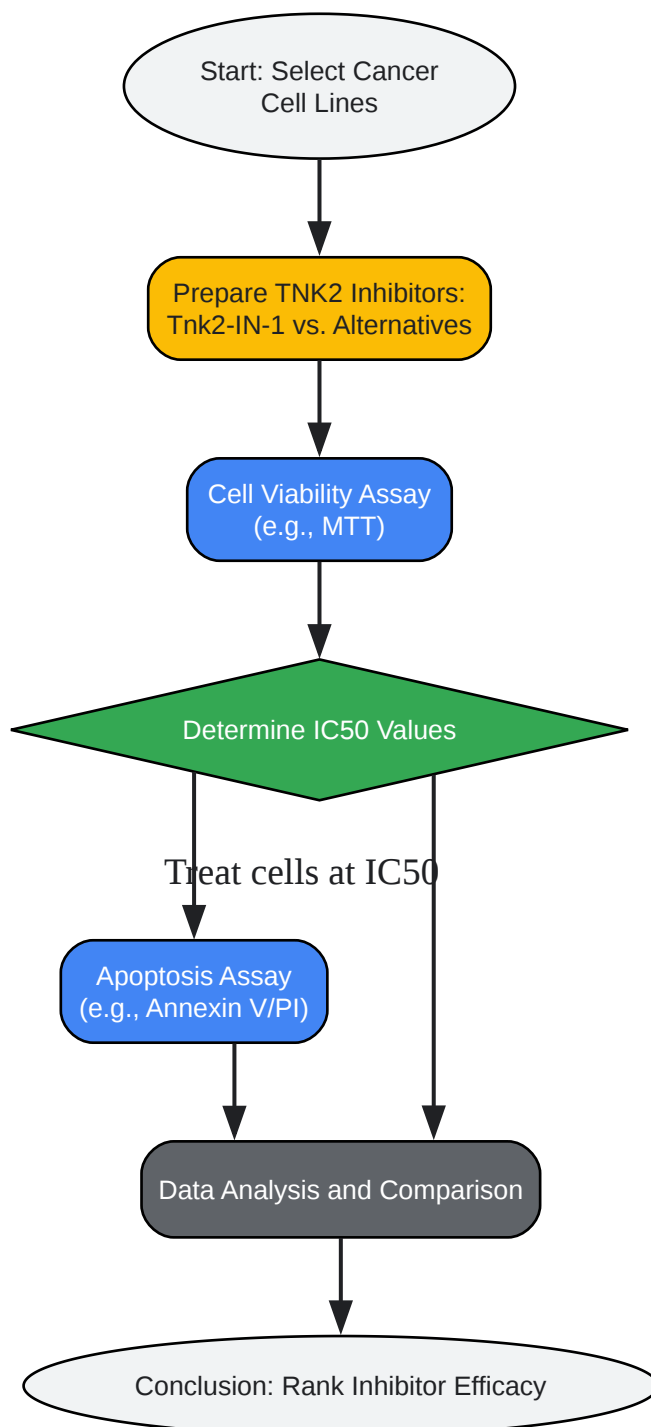 Start: Select Cancer
Cell Lines
Prepare TNK2 Inhibitors:
Tnk2-IN-1 vs. Alternatives
Cell Viability Assay
(e.g., MTT)
Determine IC50 Values
Treat cells at IC50
Apoptosis Assay
(e.g., Annexin V/PI)
Data Analysis and Comparison
Conclusion: Rank Inhibitor Efficacy